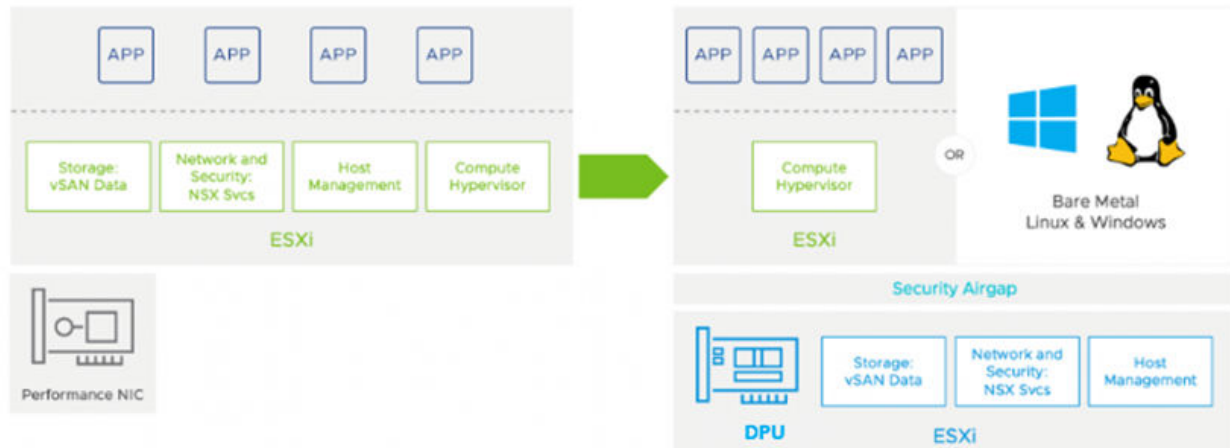 APP
APP
APP
APP
Storage:
vSAN Data
Network and
Security:
NSX Svcs
Host
Management
Compute
Hypervisor
ESXi
Performance NIC
APP
APP
APP
APP
Compute
Hypervisor
ESXi
OR
Bare Metal
Linux & Windows
Security Airgap
DPU
Storage:
vSAN Data
Network and
Security:
NSX Svcs
Host
Management
ESXi